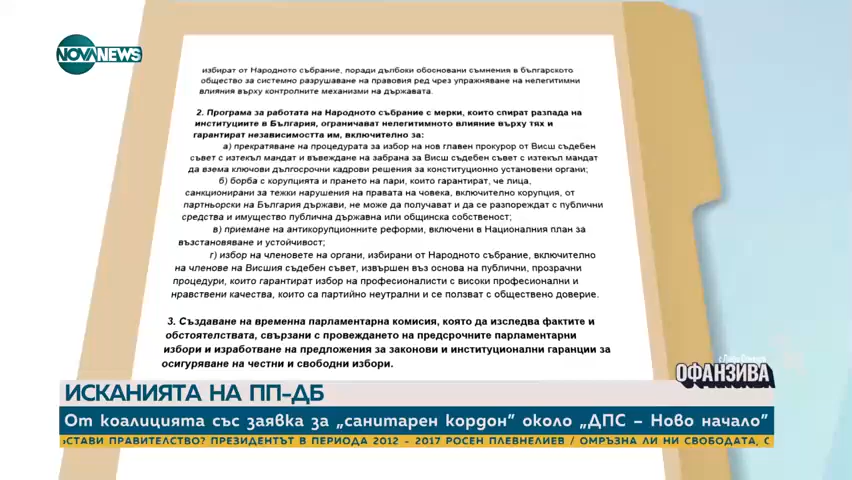 NOVANEWS
избират от Народното събрание, поради дълбоки обосновани съмнения в българското
общество за системно разрушаване на правовия ред чрез упражняване на нелегитимни
влияния върху контролните механизми на държавата.
2. Програма за работата на Народното събрание с мерки, които спират разпада на
институциите в България, ограничават нелегитимното влияние върху тях и
гарантират независимостта им, включително за:
а) прекратяване на процедурата за избор на нов главен прокурор от Висш съдебен
съвет с изтекъл мандат и въвеждане на забрана за Висш съдебен съвет с изтекъл мандат
да взема ключови дългосрочни кадрови решения за конституционно установени органи;
б) борба с корупцията и прането на пари, които гарантират, че лица,
санкционирани за тежки нарушения на правата на човека, включително корупция, от
партньорски на България държави, не може да получават и да се разпореждат с публични
средства и имущество публична държавна или общинска собственост;
в) приемане на антикорупционните реформи, включени в Националния план за
възстановяване и устойчивост;
г) избор на членовете на органи, избирани от Народното събрание, включително
на членове на Висшия съдебен съвет, извършен въз основа на публични, прозрачни
процедури, които гарантират избор на професионалисти с високи професионални и
нравствени качества, които са партийно неутрални и се ползват с обществено доверие.
3. Създаване на временна парламентарна комисия, която да изследва фактите и
обстоятелствата, свързани с провеждането на предсрочните парламентарни
избори и изработване на предложения за законови и институционални гаранции за
осигуряване на честни и свободни избори.
ОФАНЗИВА
ИСКАНИЯТА НА ПП-ДБ
От коалицията със заявка за „санитарен кордон” около „ДПС – Ново начало”
ОСТАВИ ПРАВИТЕЛСТВО? ПРЕЗИДЕНТЪТ В ПЕРИОДА 2012 - 2017 РОСЕН ПЛЕВНЕЛИЕВ / ОМРЪЗНА ЛИ НИ СВОБОДАТА, С